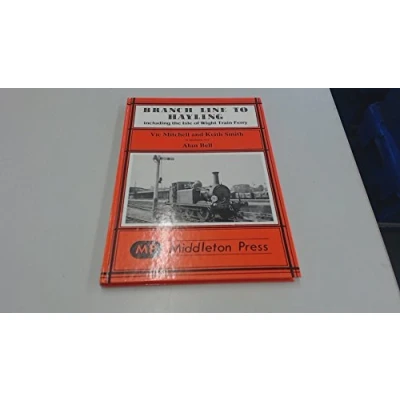 BRANCH LINE TO
HAYLING
Including the Isle of Wight Train Ferry
Vic Mitchell and Keith Smith
Alan Bell
MP Middleton Press